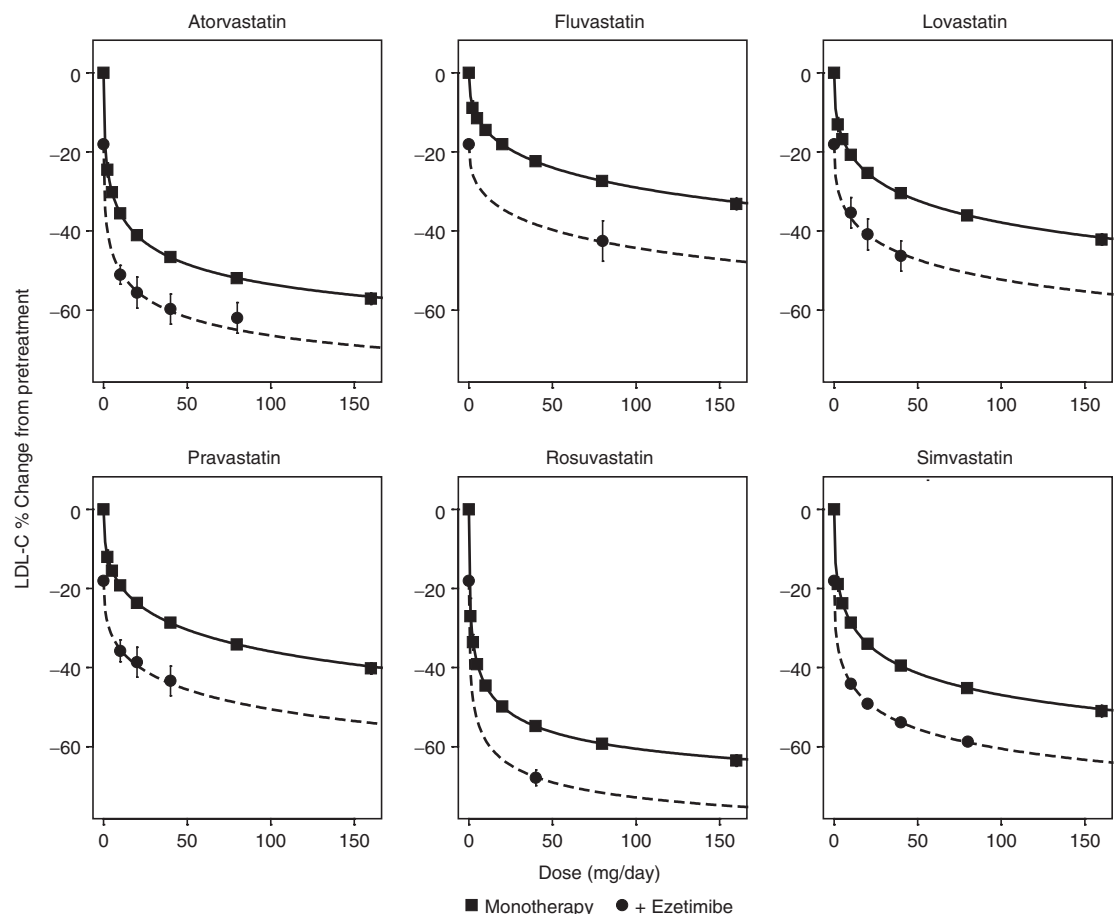 Atorvastatin
Fluvastatin
Lovastatin
0
−20
−40
−60
0 50 100 150
0
−20
−40
−60
0 50 100 150
0
−20
−40
−60
0 50 100 150
LDL-C % Change from pretreatment
Pravastatin
Rosuvastatin
Simvastatin
0
−20
−40
−60
0 50 100 150
0
−20
−40
−60
0 50 100 150
0
−20
−40
−60
0 50 100 150
Dose (mg/day)
Monotherapy + Ezetimibe